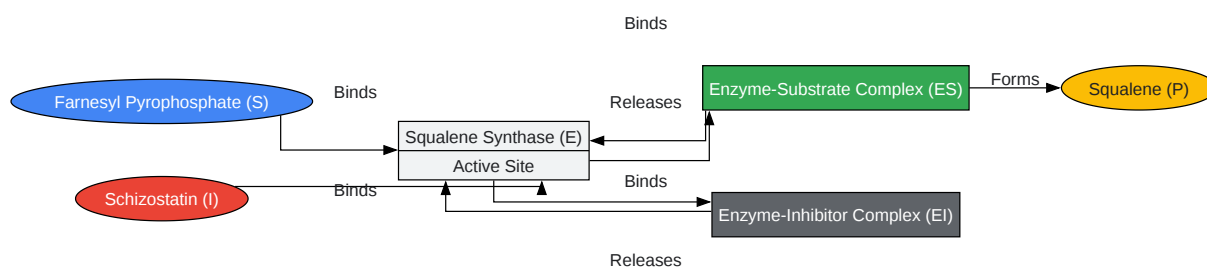 Binds
Farnesyl Pyrophosphate (S)
Binds
Releases
Enzyme-Substrate Complex (ES)
Forms
Squalene (P)
Squalene Synthase (E)
Active Site
Schizostatin (I)
Binds
Binds
Enzyme-Inhibitor Complex (EI)
Releases